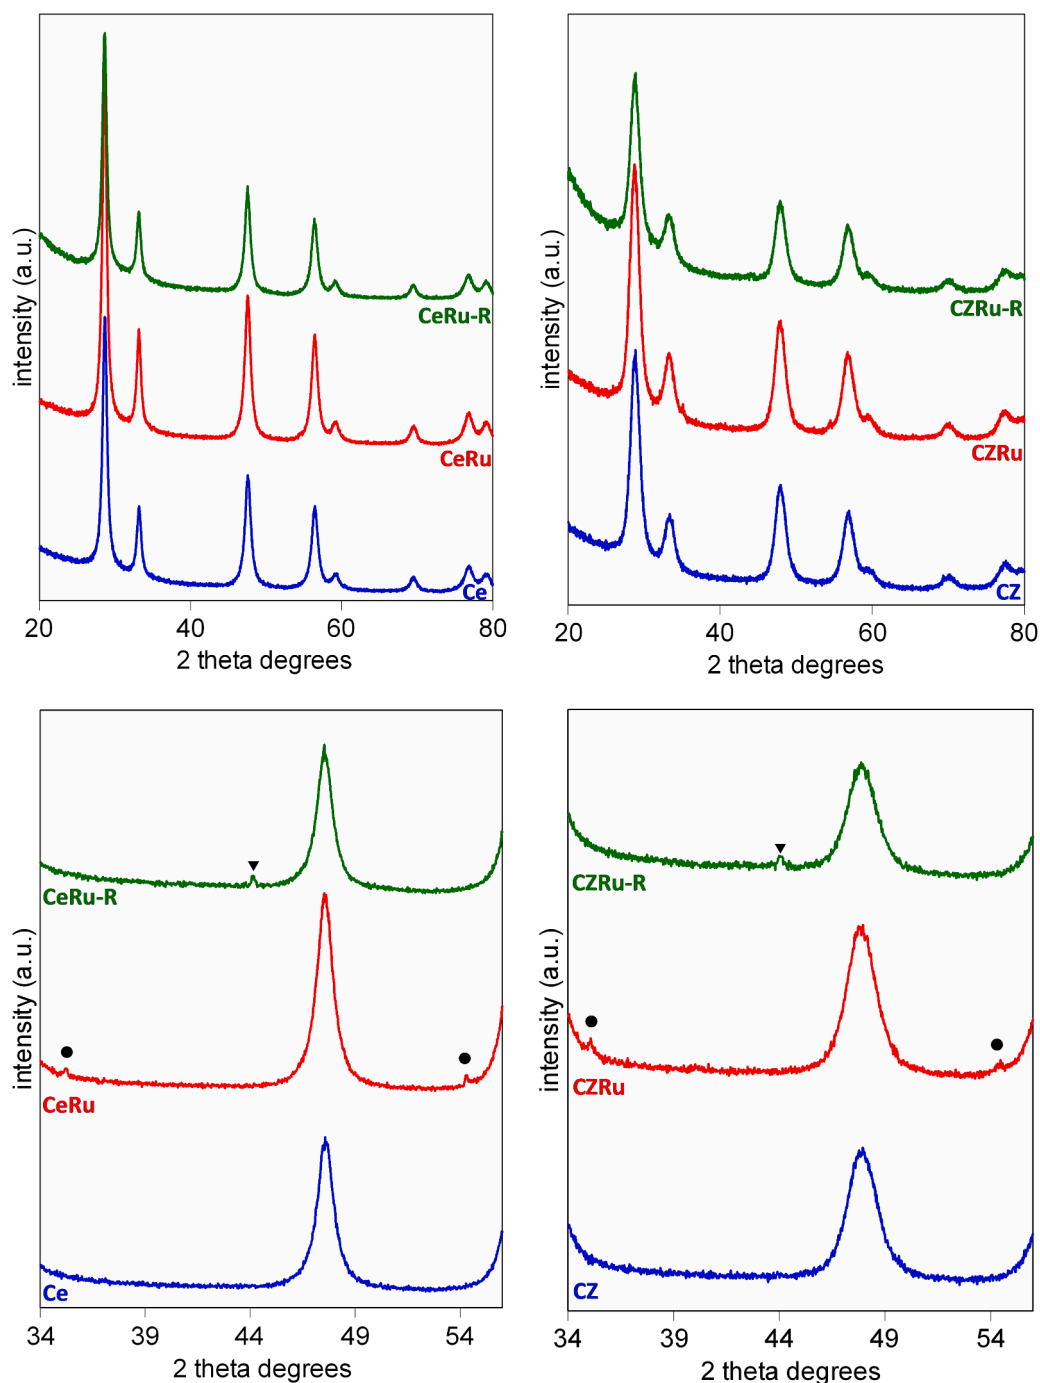 intensity (a.u.)
CeRu-R
CeRu
Ce
20 40 60 80
2 theta degrees
intensity (a.u.)
CZRu-R
CZRu
CZ
20 40 60 80
2 theta degrees
intensity (a.u.)
CeRu-R
CeRu
Ce
34 39 44 49 54
2 theta degrees
intensity (a.u.)
CZRu-R
CZRu
CZ
34 39 44 49 54
2 theta degrees